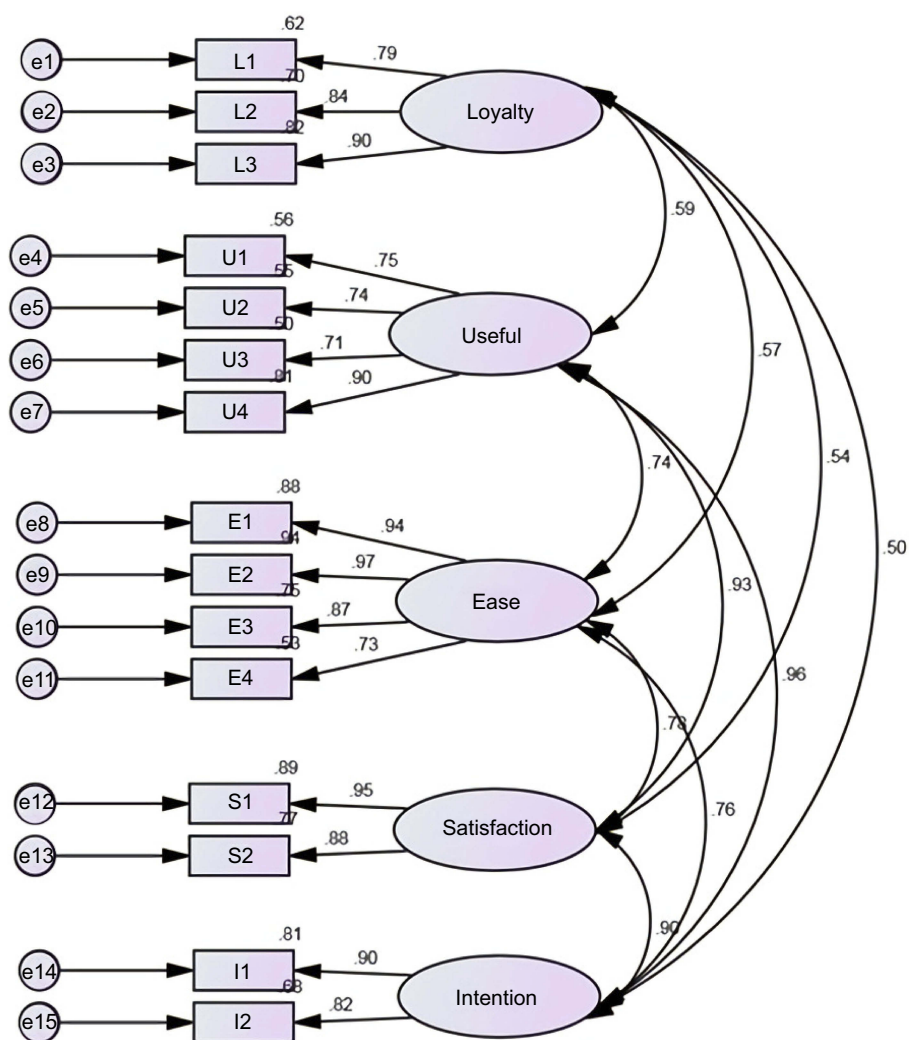 .62
e1 L1 .79
.70
e2 L2 .84 Loyalty
.82
e3 L3 .90
.59
.56
e4 U1 .75
.55
e5 U2 .74 Useful
.50
e6 U3 .71 .57
.81
e7 U4 .90
.74 .54
.88
e8 E1 .94
.94 .50
e9 E2 .97 .93
.75 Ease
e10 E3 .87
.53
e11 E4 .73
.96
.78
.89
e12 S1 .95
.77 .76
e13 S2 .88 Satisfaction
.90
.81
e14 I1 .90
.68 Intention
e15 I2 .82